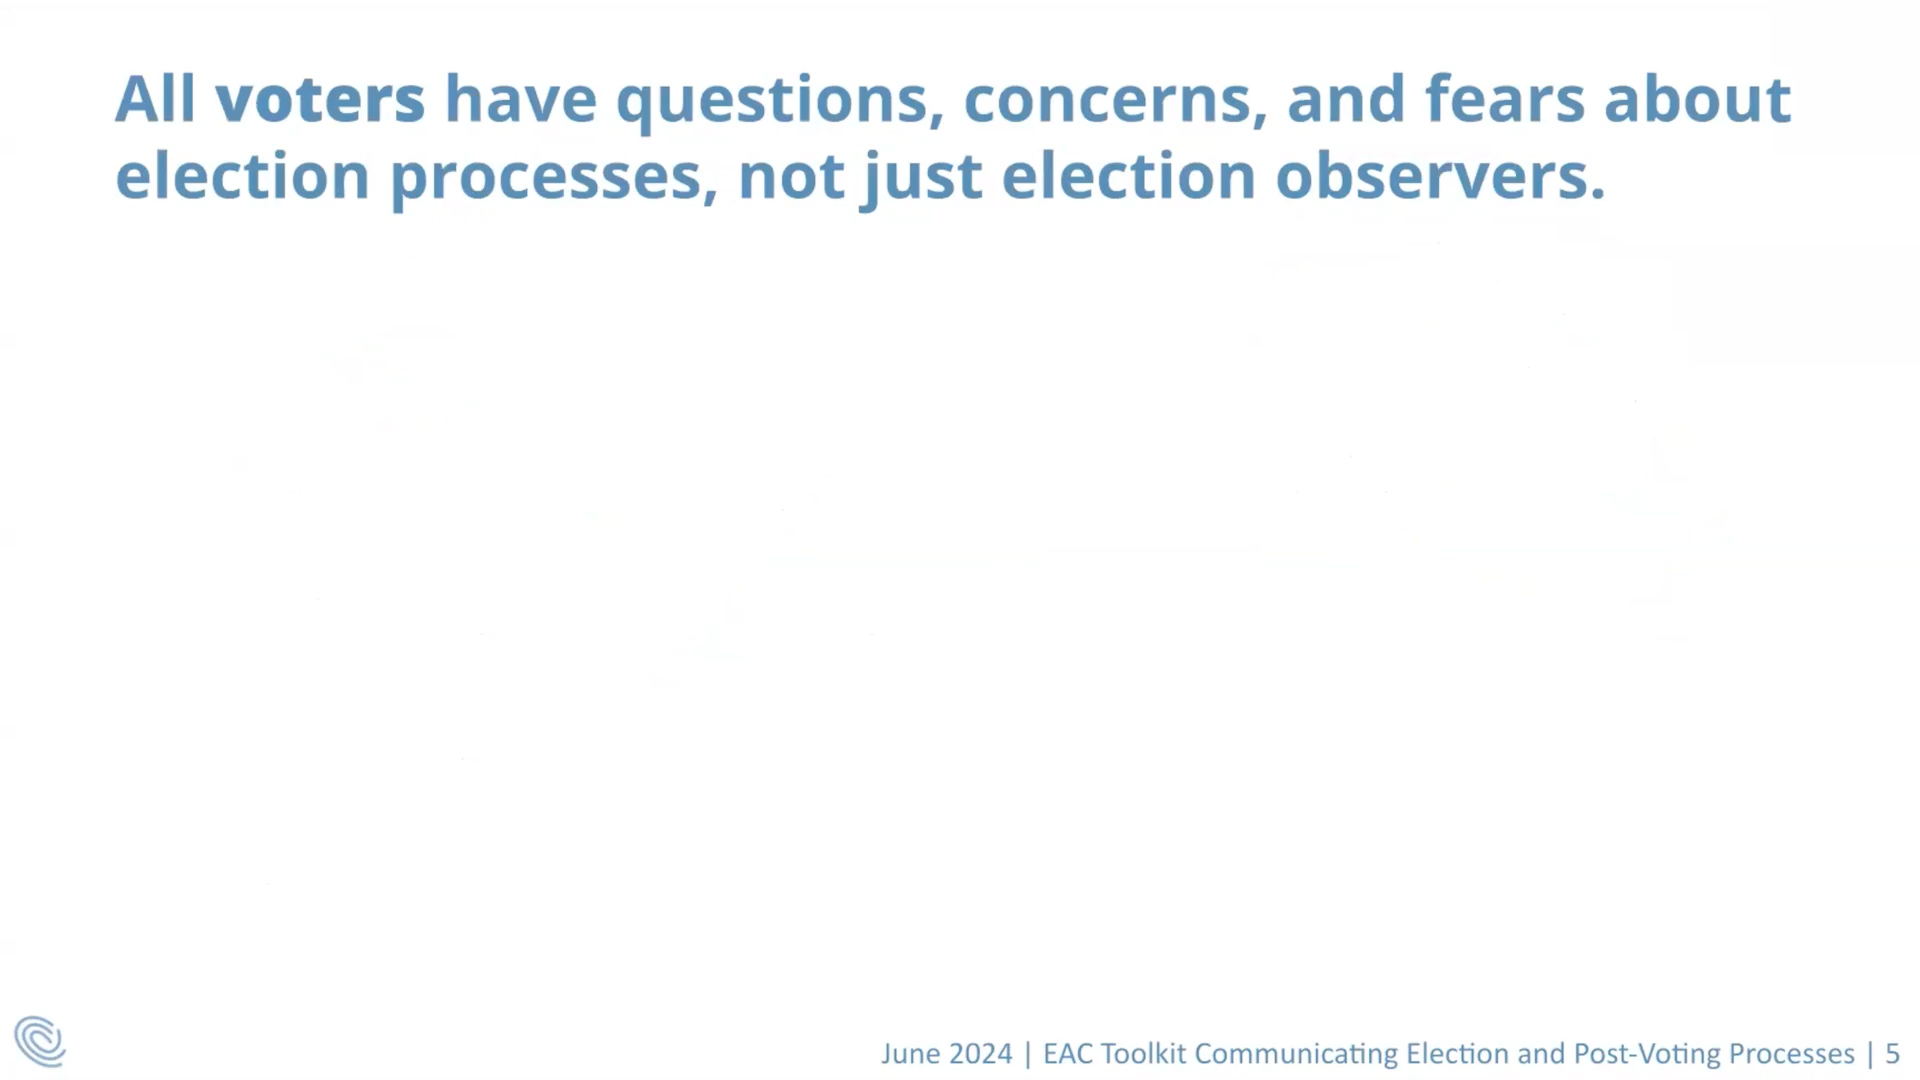 All voters have questions, concerns, and fears about
election processes, not just election observers.
June 2024 | EAC Toolkit Communicating Election and Post-Voting Processes | 5